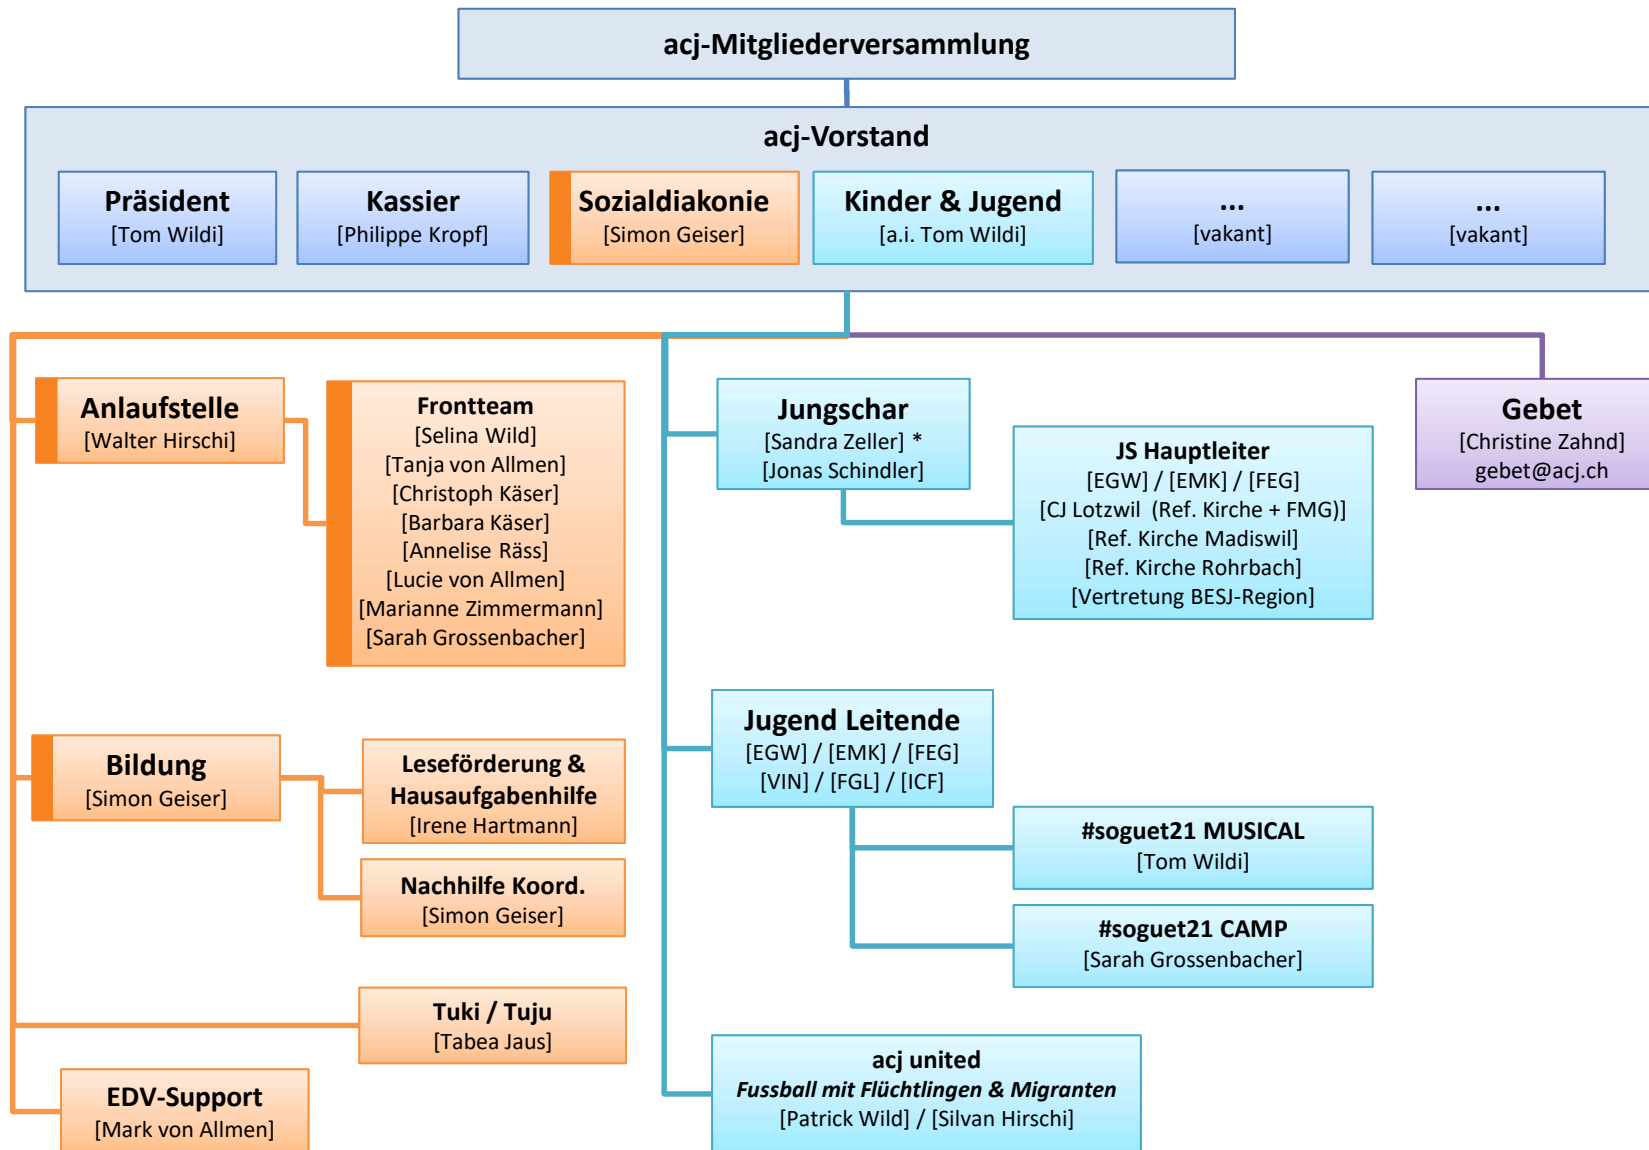 acj-Mitgliederversammlung
acj-Vorstand
Präsident
[Tom Wildi]
Kassier
[Philippe Kropf]
Sozialdiakonie
[Simon Geiser]
Kinder & Jugend
[a.i. Tom Wildi]
...
[vakant]
...
[vakant]
Anlaufstelle
[Walter Hirschi]
Frontteam
[Selina Wild]
[Tanja von Allmen]
[Christoph Käser]
[Barbara Käser]
[Annelise Räss]
[Lucie von Allmen]
[Marianne Zimmermann]
[Sarah Grossenbacher]
Bildung
[Simon Geiser]
Leseförderung &
Hausaufgabenhilfe
[Irene Hartmann]
Nachhilfe Koord.
[Simon Geiser]
Tuki / Tuju
[Tabea Jaus]
EDV-Support
[Mark von Allmen]
Jungschar
[Sandra Zeller] *
[Jonas Schindler]
JS Hauptleiter
[EGW] / [EMK] / [FEG]
[CJ Lotzwil (Ref. Kirche + FMG)]
[Ref. Kirche Madiswil]
[Ref. Kirche Rohrbach]
[Vertretung BESJ-Region]
Jugend Leitende
[EGW] / [EMK] / [FEG]
[VIN] / [FGL] / [ICF]
#soguet21 MUSICAL
[Tom Wildi]
#soguet21 CAMP
[Sarah Grossenbacher]
acj united
Fussball mit Flüchtlingen & Migranten
[Patrick Wild] / [Silvan Hirschi]
Gebet
[Christine Zahnd]
gebet@acj.ch